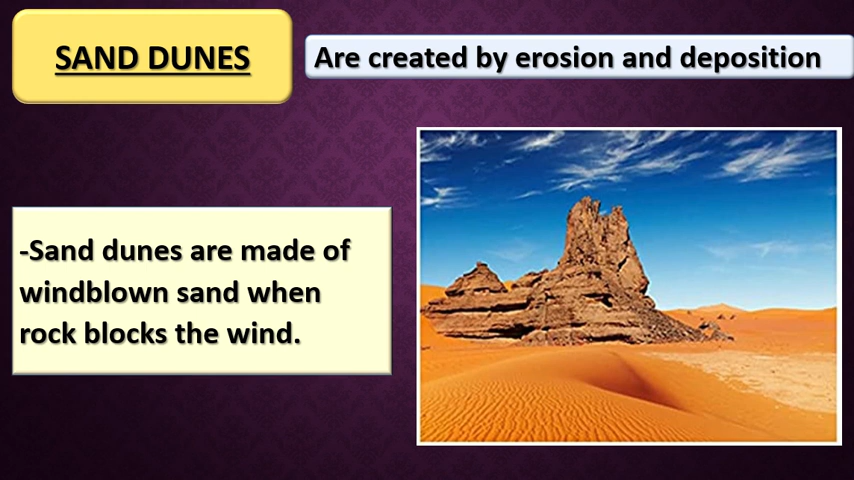 SAND DUNES
Are created by erosion and deposition
-Sand dunes are made of
windblown sand when
rock blocks the wind.